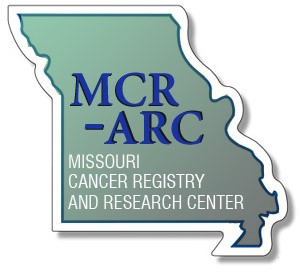 MCR
-ARC
MISSOURI
CANCER REGISTRY
AND RESEARCH CENTER